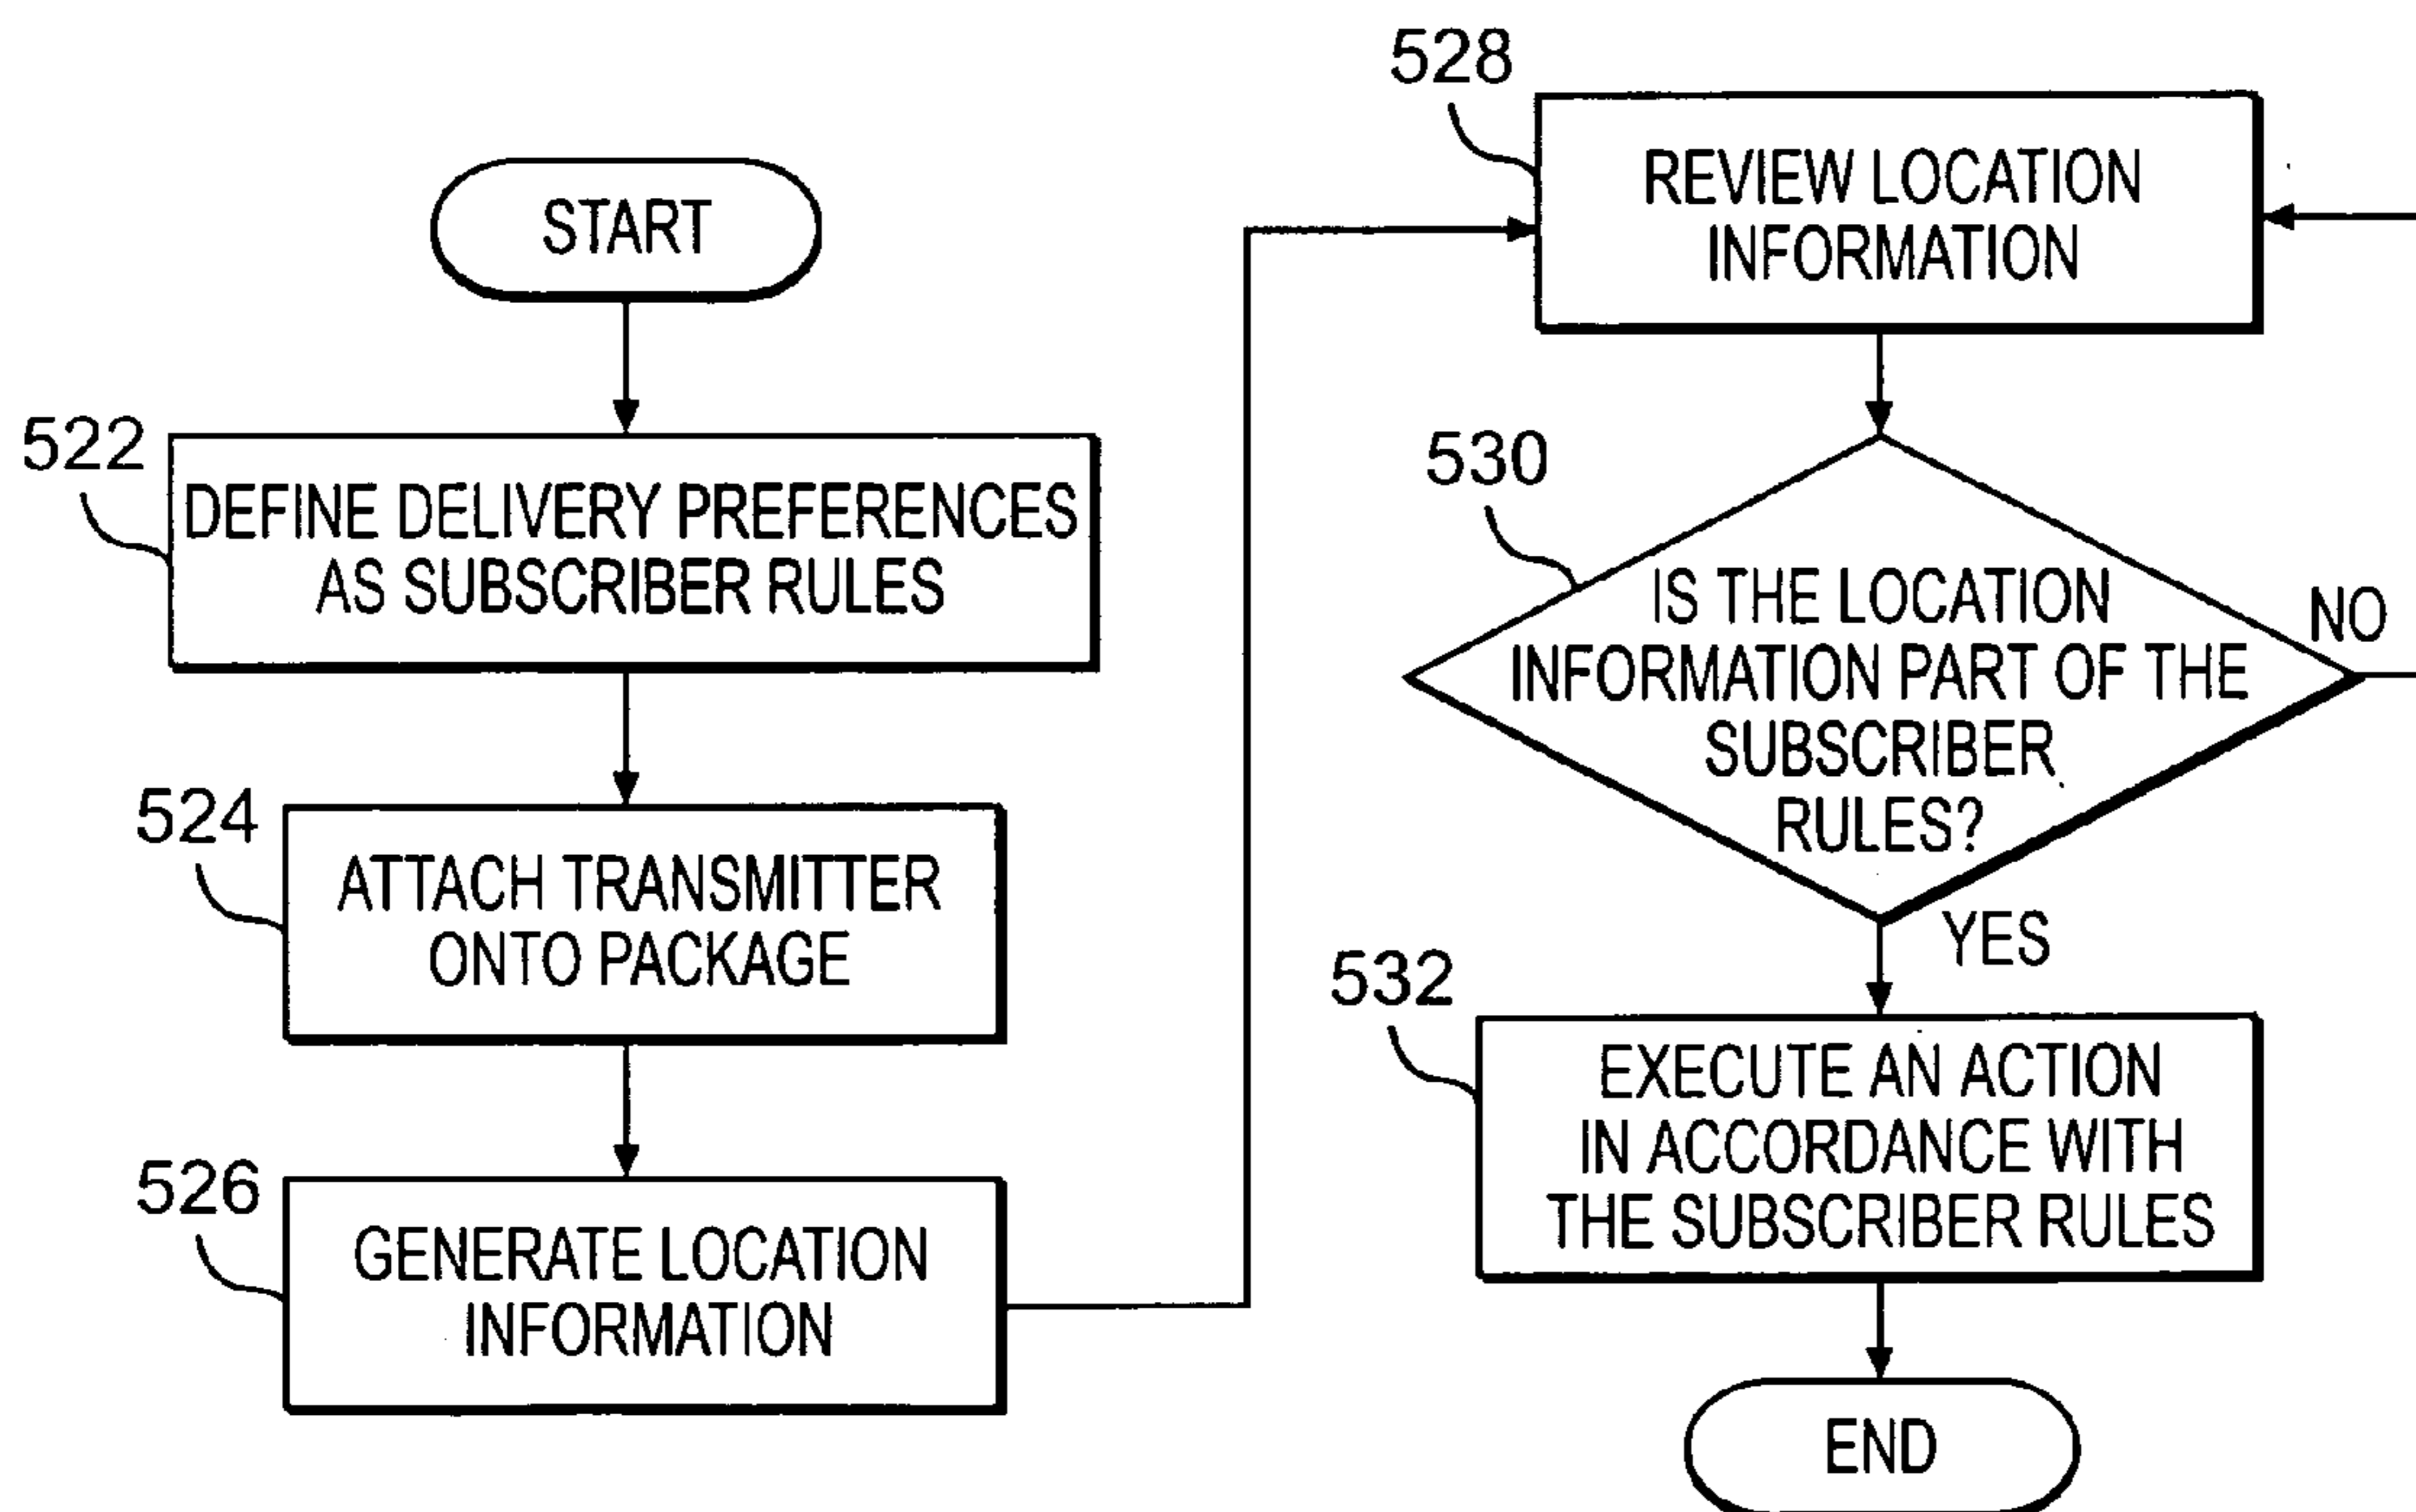 START
522
DEFINE DELIVERY PREFERENCES
AS SUBSCRIBER RULES
524
ATTACH TRANSMITTER
ONTO PACKAGE
526
GENERATE LOCATION
INFORMATION
528
REVIEW LOCATION
INFORMATION
530
IS THE LOCATION
INFORMATION PART OF THE
SUBSCRIBER
RULES?
NO
YES
532
EXECUTE AN ACTION
IN ACCORDANCE WITH
THE SUBSCRIBER RULES
END